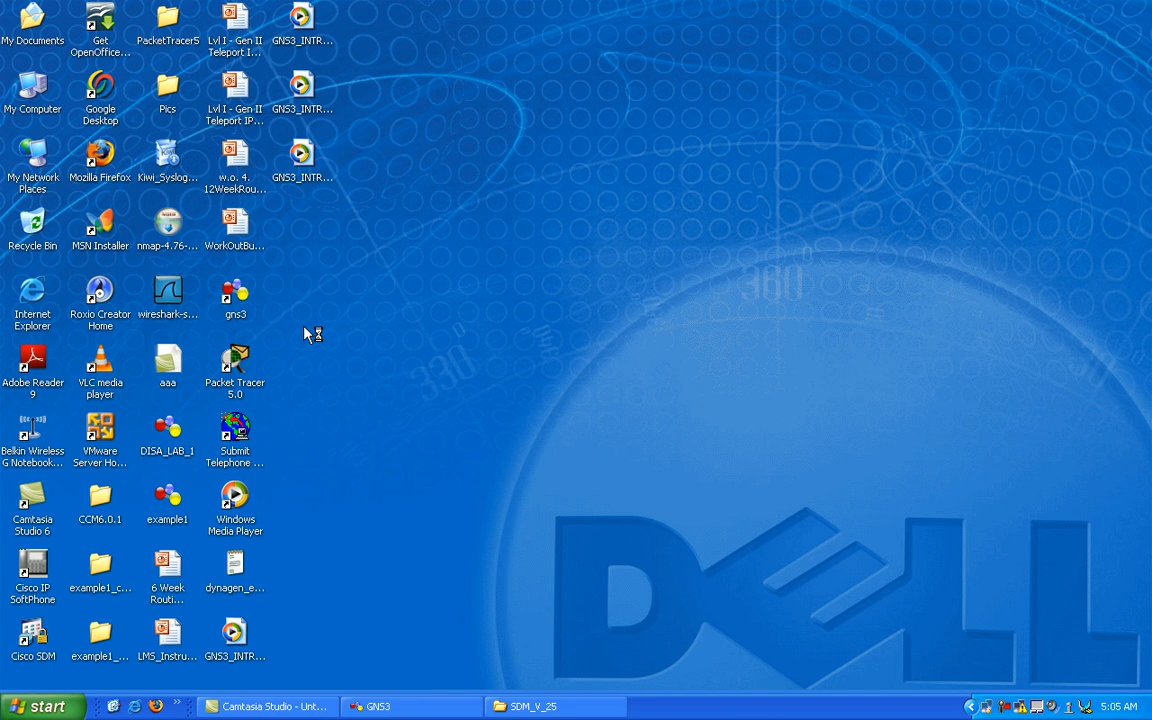 My Documents
Get
OpenOffice...
PacketTracer5
Lvl I - Gen II
Teleport I...
GNS3_INTR...
My Computer
Google
Desktop
Pics
Lvl I - Gen II
Teleport IP...
GNS3_INTR...
My Network
Places
Mozilla Firefox
Kiwi_Syslog...
w.o. 4.
12WeekRou...
GNS3_INTR...
Recycle Bin
MSN Installer
nmap-4.76-...
WorkOutBu...
Internet
Explorer
Roxio Creator
Home
wireshark-s...
gns3
Adobe Reader
9
VLC media
player
aaa
Packet Tracer
5.0
Belkin Wireless
G Notebook...
VMware
Server Ho...
DISA_LAB_1
Submit
Telephone ...
Camtasia
Studio 6
CCM6.0.1
example1
Windows
Media Player
Cisco IP
SoftPhone
example1_c...
6 Week
Routi...
dynagen_e...
Cisco SDM
example1_...
LMS_Instru...
GNS3_INTR...
360
330
DELL
start
Camtasia Studio - Unt...
GNS3
SDM_V_25
5:05 AM